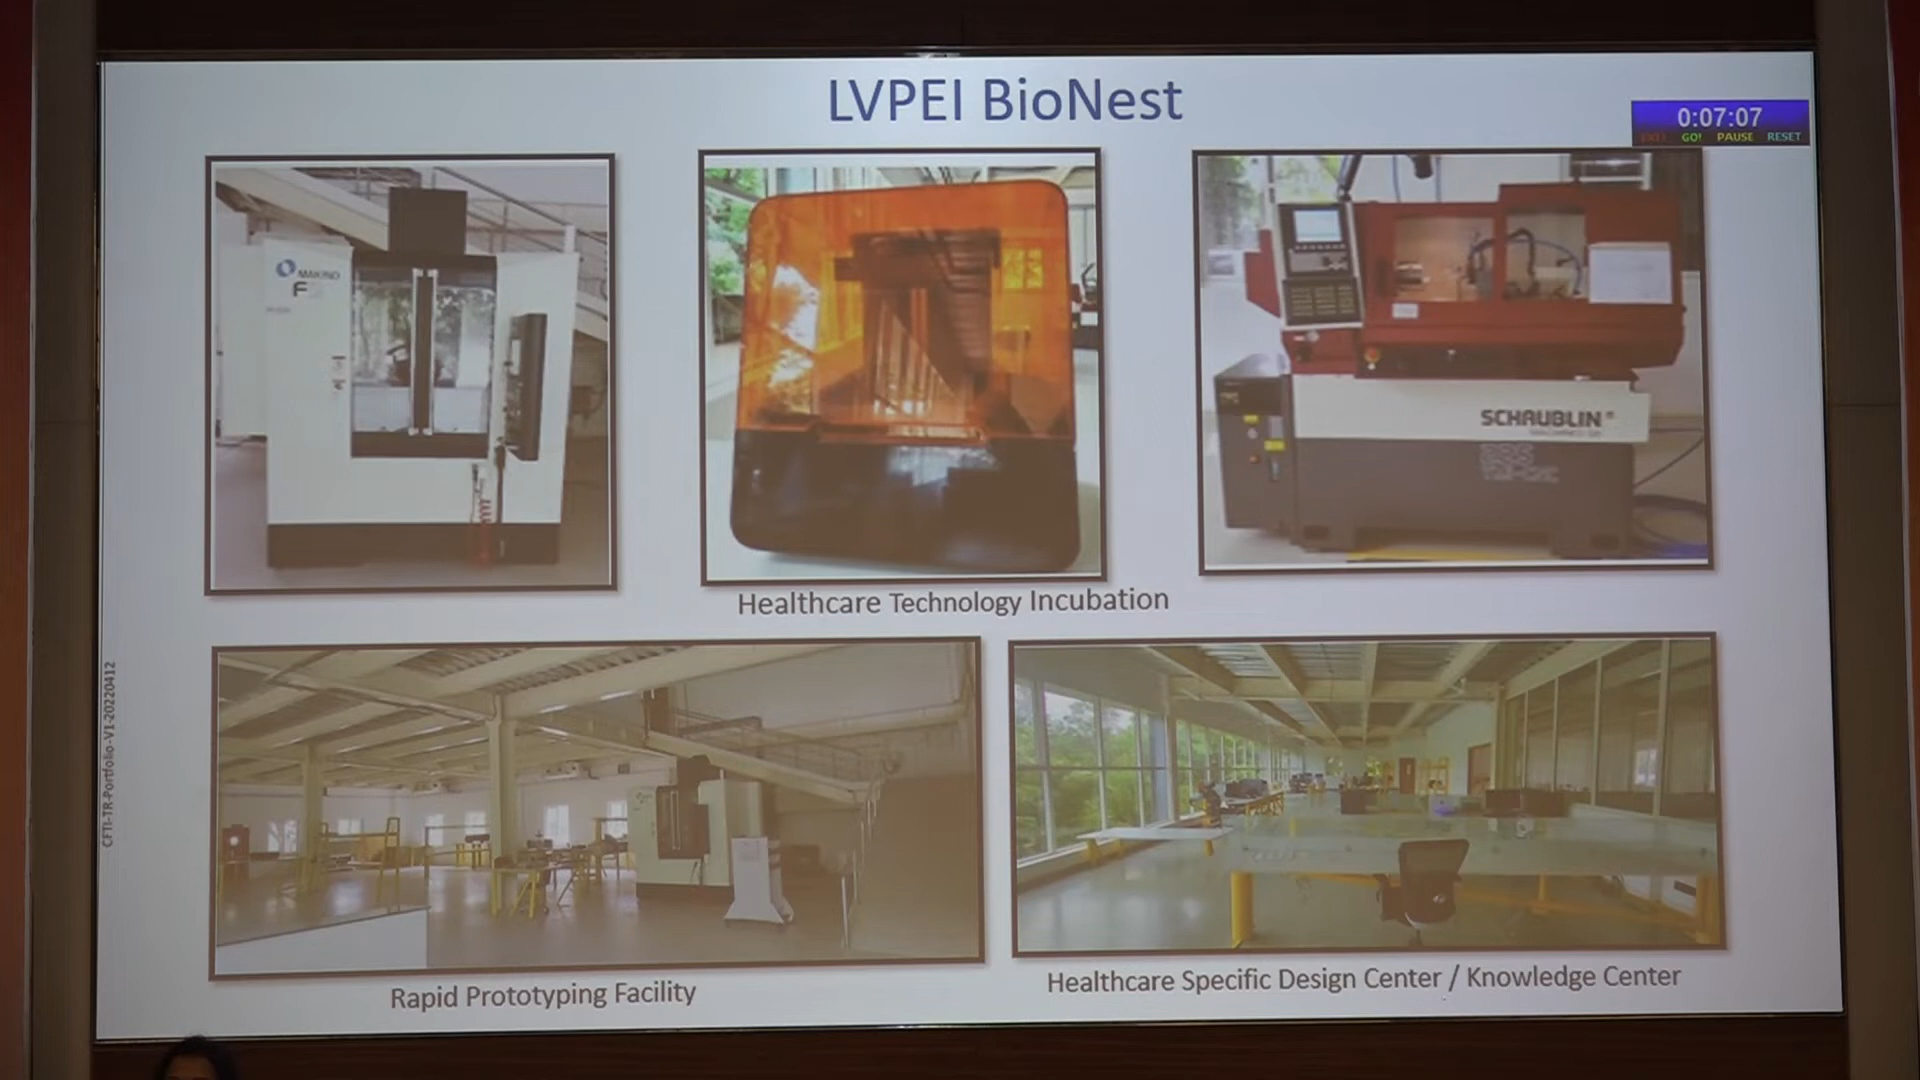 LVPEI BioNest
0:07:07
EXIT GO! PAUSE RESET
MAKINO
F
SCHAUBLIN
Healthcare Technology Incubation
CFTI-TR-Portfolio-V1-20220412
Rapid Prototyping Facility
Healthcare Specific Design Center / Knowledge Center